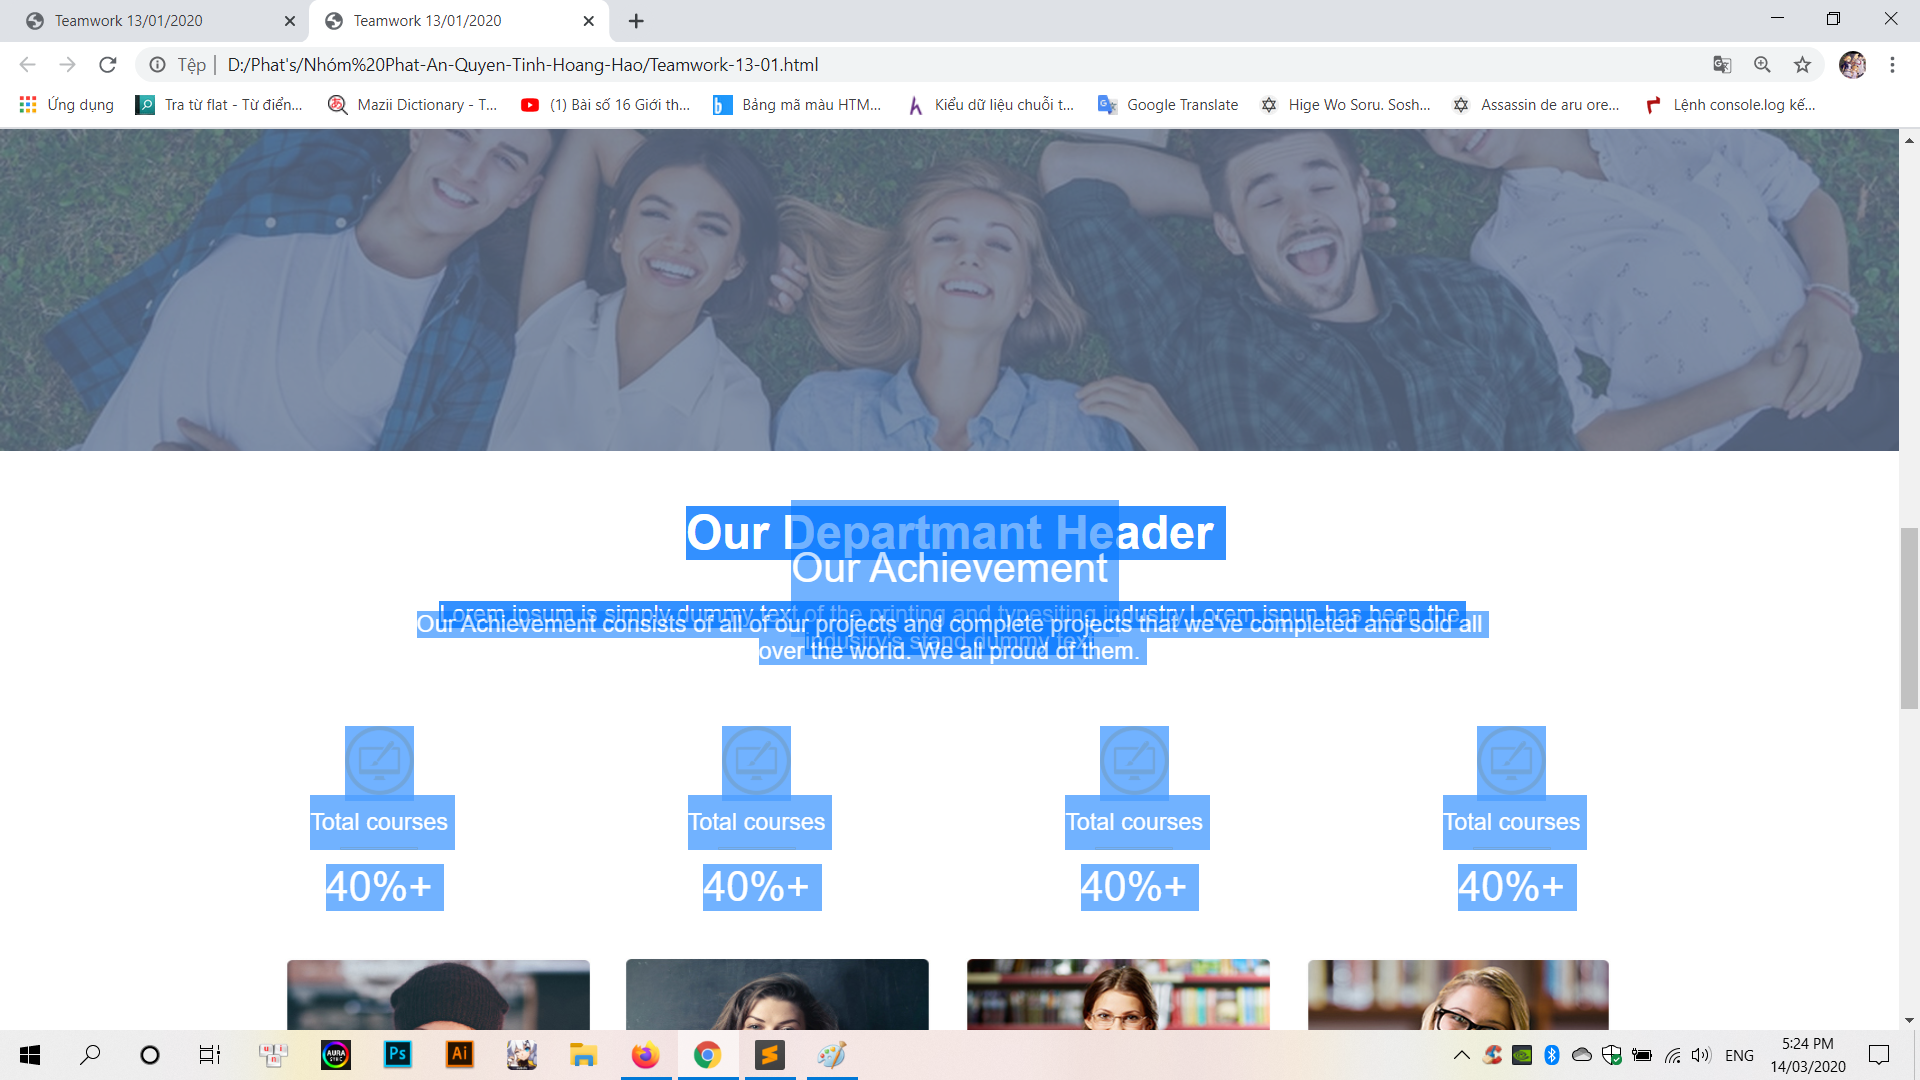 Teamwork 13/01/2020
Teamwork 13/01/2020
Tệp
D:/Phat's/Nhóm%20Phat-An-Quyen-Tinh-Hoang-Hao/Teamwork-13-01.html
Ứng dụng
Tra từ flat - Từ điển...
Mazii Dictionary - T...
(1) Bài số 16 Giới th...
Bảng mã màu HTM...
Kiểu dữ liệu chuỗi t...
Google Translate
Hige Wo Soru. Sosh...
Assassin de aru ore...
Lệnh console.log kế...
Our Departmant Header
Our Achievement
Lorem ipsum is simply dummy text of the printing and typesiting industry.Lorem ispun has been the
industry's stand dummy text
Our Achievement consists of all of our projects and complete projects that we've completed and sold all
over the world. We all proud of them.
Total courses
Total courses
Total courses
Total courses
40%+
40%+
40%+
40%+
Ps
Ai
ENG
5:24 PM
14/03/2020